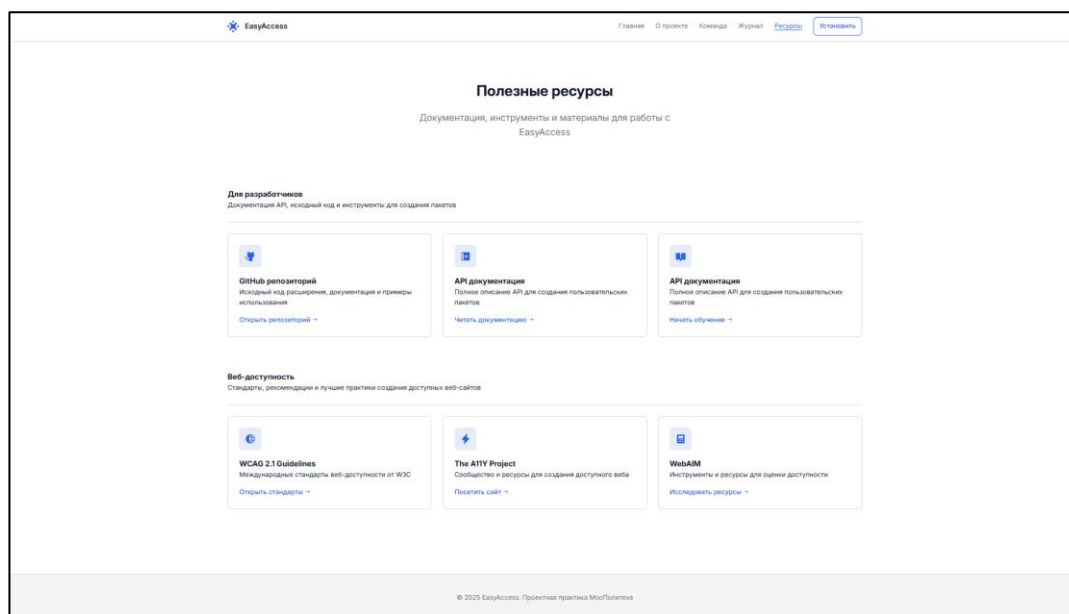 EasyAccess
Главная О проекте Команда Журнал Ресурсы Установить
Полезные ресурсы
Документация, инструменты и материалы для работы с
EasyAccess
Для разработчиков
Документация API, исходный код и инструменты для создания пакетов
GitHub репозиторий
Исходный код расширения, документация и примеры
использования
Открыть репозиторий →
API документация
Полное описание API для создания пользовательских
пакетов
Читать документацию →
API документация
Полное описание API для создания пользовательских
пакетов
Начать обучение →
Веб-доступность
Стандарты, рекомендации и лучшие практики создания доступных веб-сайтов
WCAG 2.1 Guidelines
Международные стандарты веб-доступности от W3C
Открыть стандарты →
The A11Y Project
Сообщество и ресурсы для создания доступного веба
Посетить сайт →
WebAIM
Инструменты и ресурсы для оценки доступности
Исследовать ресурсы →
© 2025 EasyAccess. Проектная практика МосПолитеха